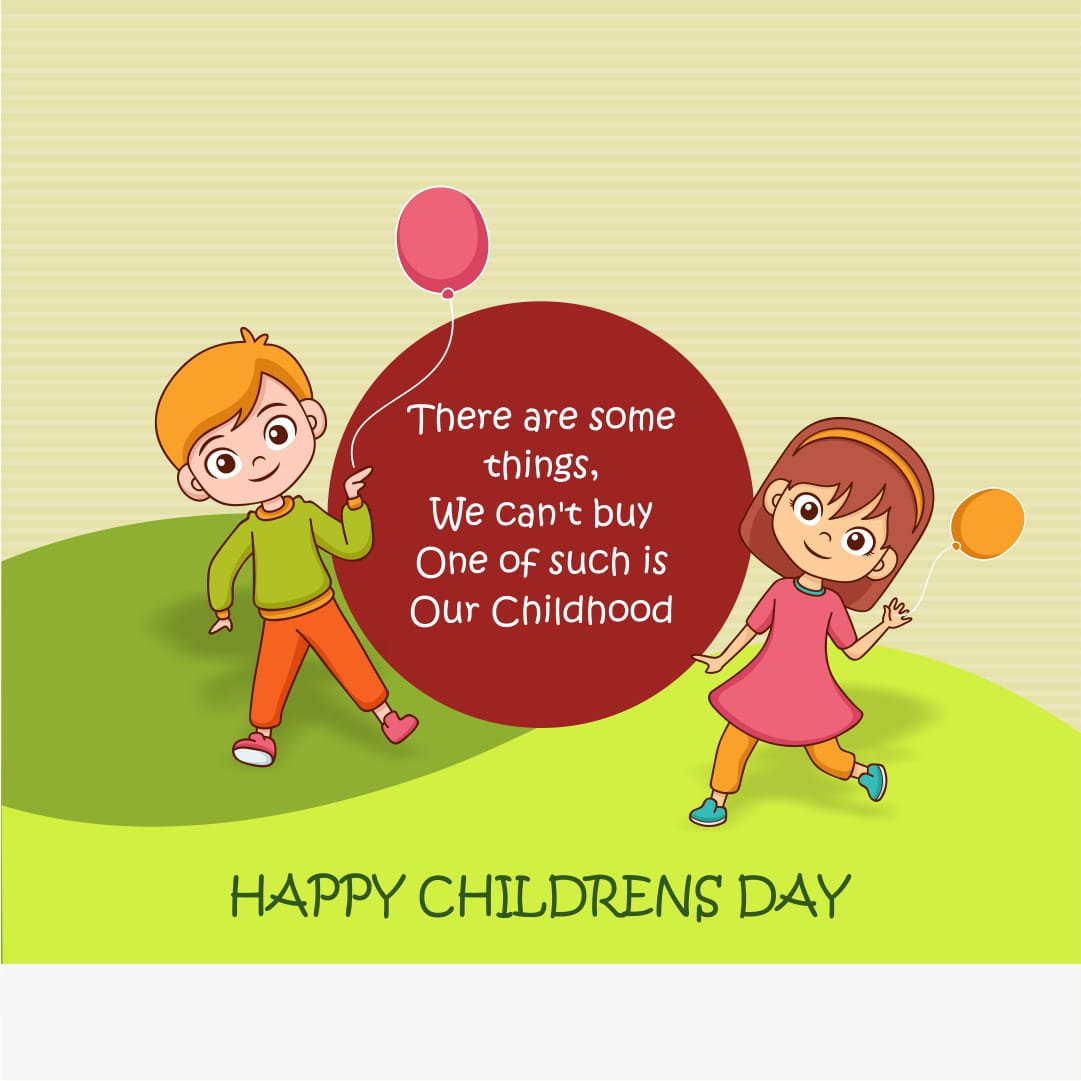 There are some
things,
We can't buy
One of such is
Our Childhood
HAPPY CHILDRENS DAY